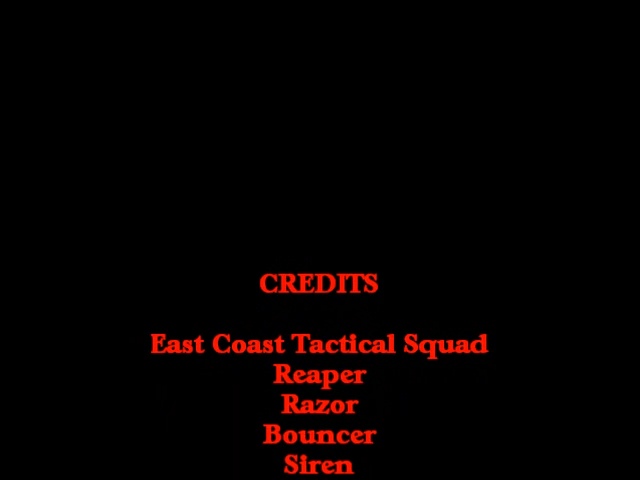 CREDITS
East Coast Tactical Squad
Reaper
Razor
Bouncer
Siren